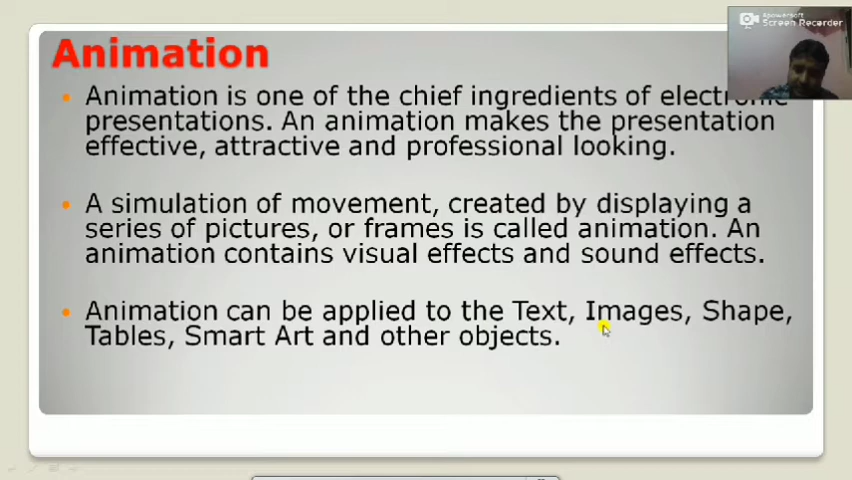 Apowersoft
Screen Recorder
Animation
Animation is one of the chief ingredients of electronic
presentations. An animation makes the presentation
effective, attractive and professional looking.
A simulation of movement, created by displaying a
series of pictures, or frames is called animation. An
animation contains visual effects and sound effects.
Animation can be applied to the Text, Images, Shape,
Tables, Smart Art and other objects.